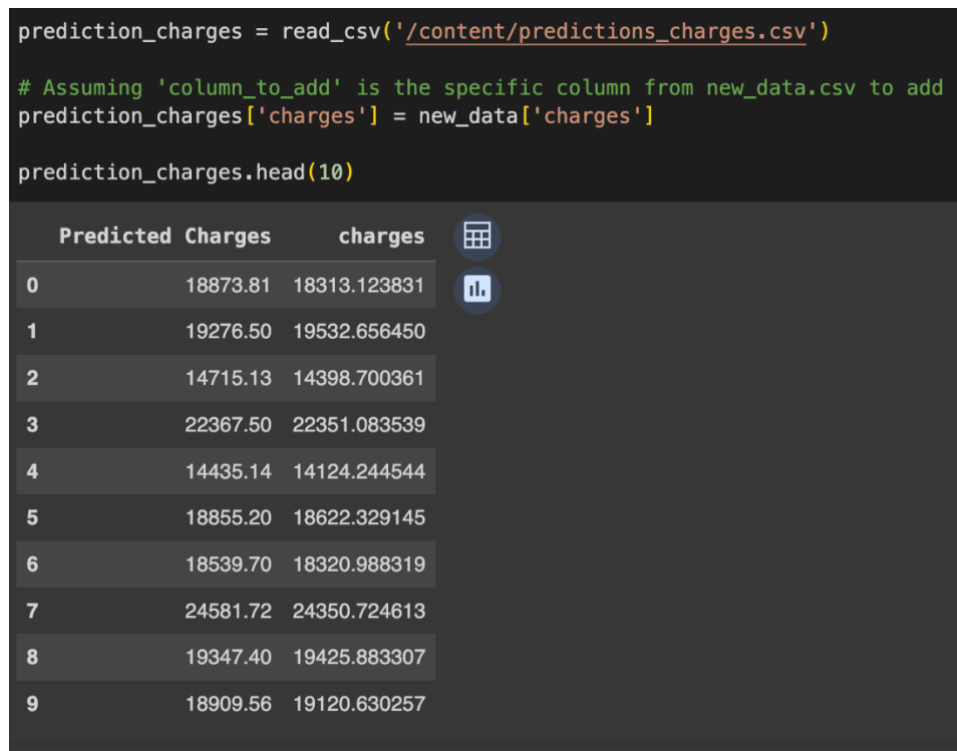 prediction_charges = read_csv('/content/predictions_charges.csv')
# Assuming 'column_to_add' is the specific column from new_data.csv to add
prediction_charges['charges'] = new_data['charges']
prediction_charges.head(10)
Predicted Charges charges
0 18873.81 18313.123831
1 19276.50 19532.656450
2 14715.13 14398.700361
3 22367.50 22351.083539
4 14435.14 14124.244544
5 18855.20 18622.329145
6 18539.70 18320.988319
7 24581.72 24350.724613
8 19347.40 19425.883307
9 18909.56 19120.630257